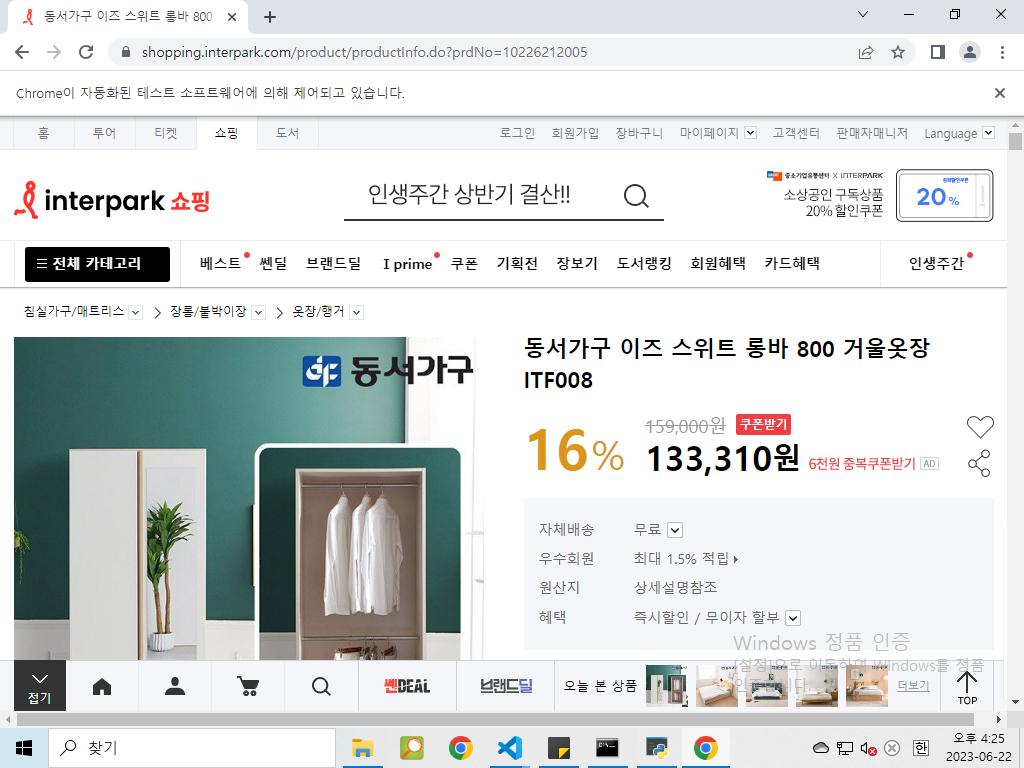 동서가구 이즈 스위트 롱바 800
shopping.interpark.com/product/productInfo.do?prdNo=10226212005
Chrome이 자동화된 테스트 소프트웨어에 의해 제어되고 있습니다.
홈 투어 티켓 쇼핑 도서 로그인 회원가입 장바구니 마이페이지 고객센터 판매자매니저 Language
interpark 쇼핑
인생주간 상반기 결산!!
중소기업유통센터 X INTERPARK
소상공인 구독상품
20% 할인쿠폰
20%
전체 카테고리 베스트 쎈딜 브랜드딜 I prime 쿠폰 기획전 장보기 도서랭킹 회원혜택 카드혜택 인생주간
침실가구/매트리스 장롱/붙박이장 옷장/행거
동서가구
동서가구 이즈 스위트 롱바 800 거울옷장
ITF008
16%
159,000원 쿠폰받기
133,310원 6천원 중복쿠폰받기 AD
자체배송 무료
우수회원 최대 1.5% 적립
원산지 상세설명참조
혜택 즉시할인 / 무이자 할부
Windows 정품 인증
[설정]으로 이동하여 Windows를 정품
접기
쎈DEAL
브랜드딜
오늘 본 상품
더보기
TOP
찾기
한
오후 4:25
2023-06-22